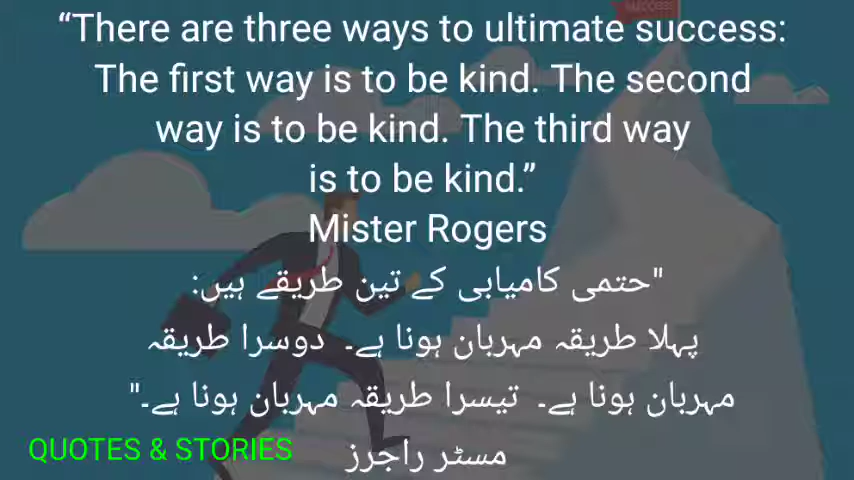 SUCCESS
“There are three ways to ultimate success:
The first way is to be kind. The second
way is to be kind. The third way
is to be kind.”
Mister Rogers
"حتمی کامیابی کے تین طریقے ہیں:
پہلا طریقہ مہربان ہونا ہے۔ دوسرا طریقہ
مہربان ہونا ہے۔ تیسرا طریقہ مہربان ہونا ہے۔"
مسٹر راجرز
QUOTES & STORIES